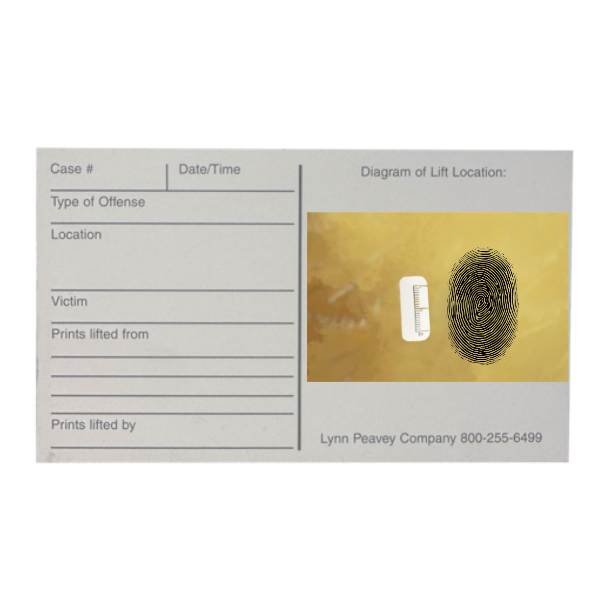 Case #
Date/Time
Type of Offense
Location
Victim
Prints lifted from
Prints lifted by
Diagram of Lift Location:
Lynn Peavey Company 800-255-6499